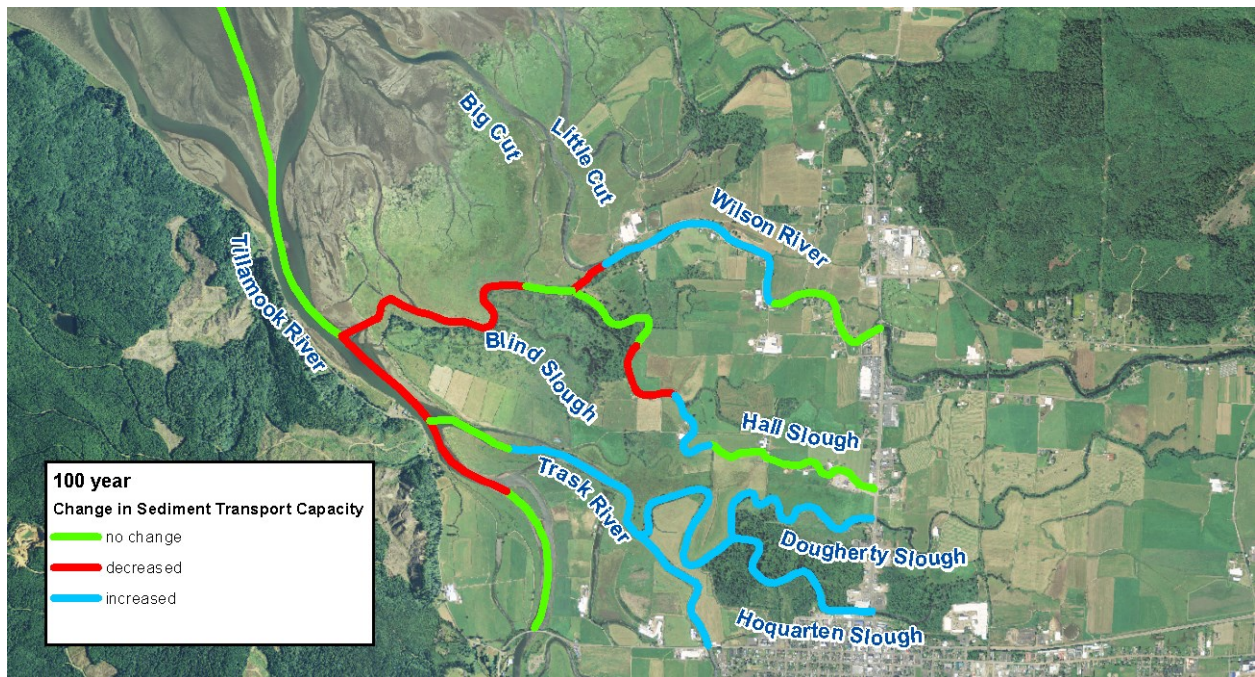 Big Cut
Little Cut
Wilson River
Tillamook River
Blind Slough
Hall Slough
Trask River
Dougherty Slough
Hoquarten Slough
100 year
Change in Sediment Transport Capacity
no change
decreased
increased